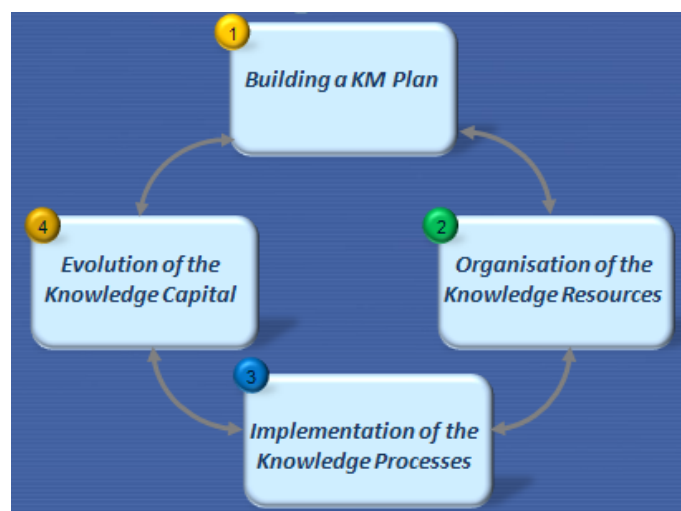 1
Building a KM Plan
2
Organisation of the
Knowledge Resources
3
Implementation of the
Knowledge Processes
4
Evolution of the
Knowledge Capital